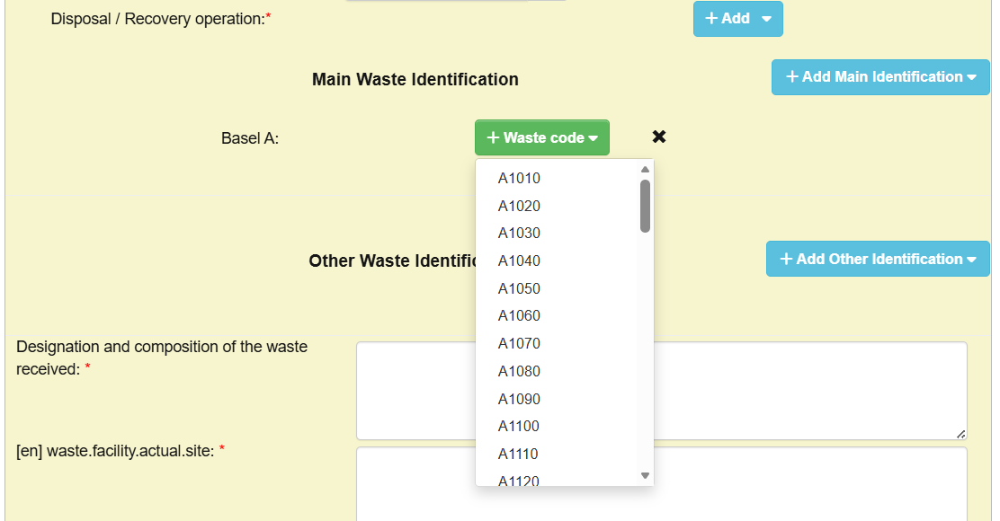 Disposal / Recovery operation:*
+ Add
Main Waste Identification
+ Add Main Identification
Basel A:
+ Waste code
A1010
A1020
A1030
A1040
A1050
A1060
A1070
A1080
A1090
A1100
A1110
A1120
Other Waste Identific
+ Add Other Identification
Designation and composition of the waste
received: *
[en] waste.facility.actual.site: *